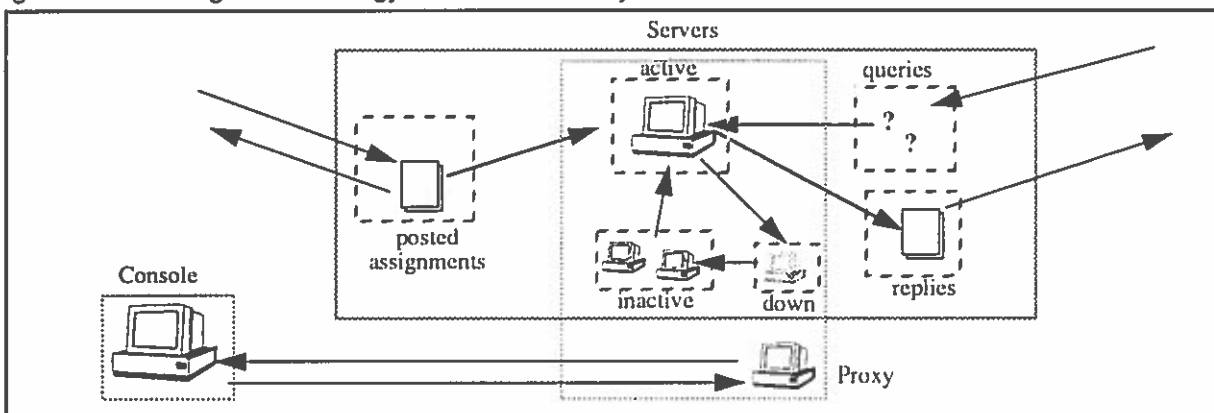 Servers
active
queries
?
?
posted
assignments
inactive
down
replies
Console
Proxy